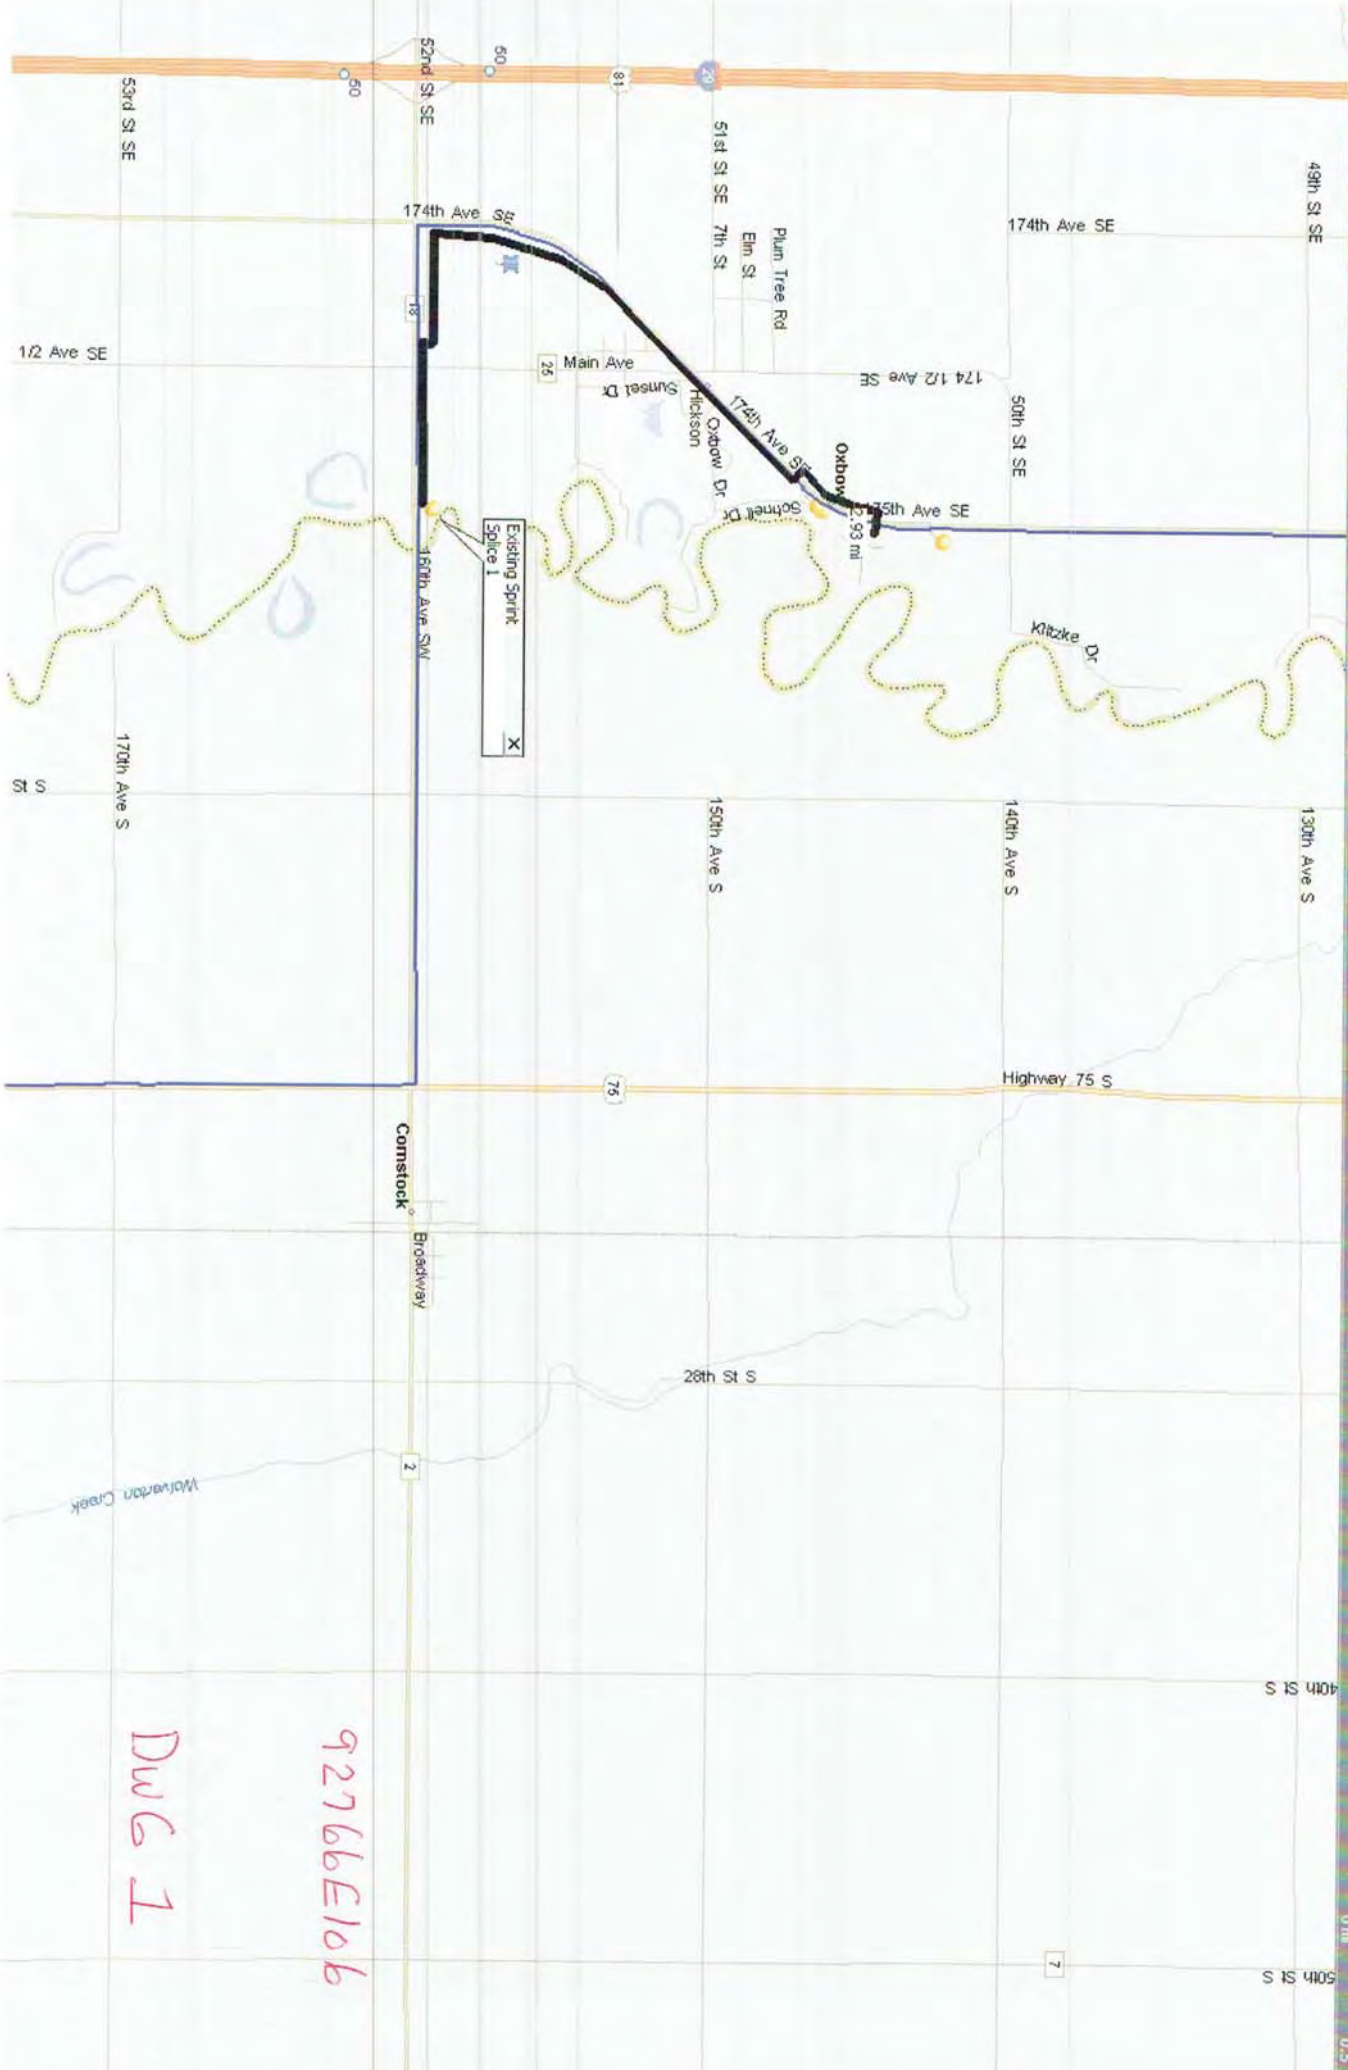 49th St SE
52nd St SE
50
81
29
50
53rd St SE
51st St SE
7th St
Plum Tree Rd
Elm St
174th Ave SE
174th Ave SE
18
1/2 Ave SE
25
Main Ave
Sunset Dr
174 1/2 Ave SE
50th St SE
Hickson
Oxbow Dr
174th Ave SE
Oxbow
Schnell Dr
2.93 mi
175th Ave SE
Existing Sprint
Splice 1
X
160th Ave SW
Klitzke Dr
170th Ave S
St S
150th Ave S
140th Ave S
130th Ave S
Highway 75 S
75
Comstock
Broadway
28th St S
2
Wolverton Creek
40th St S
50th St S
7
92766E106
DWG 1